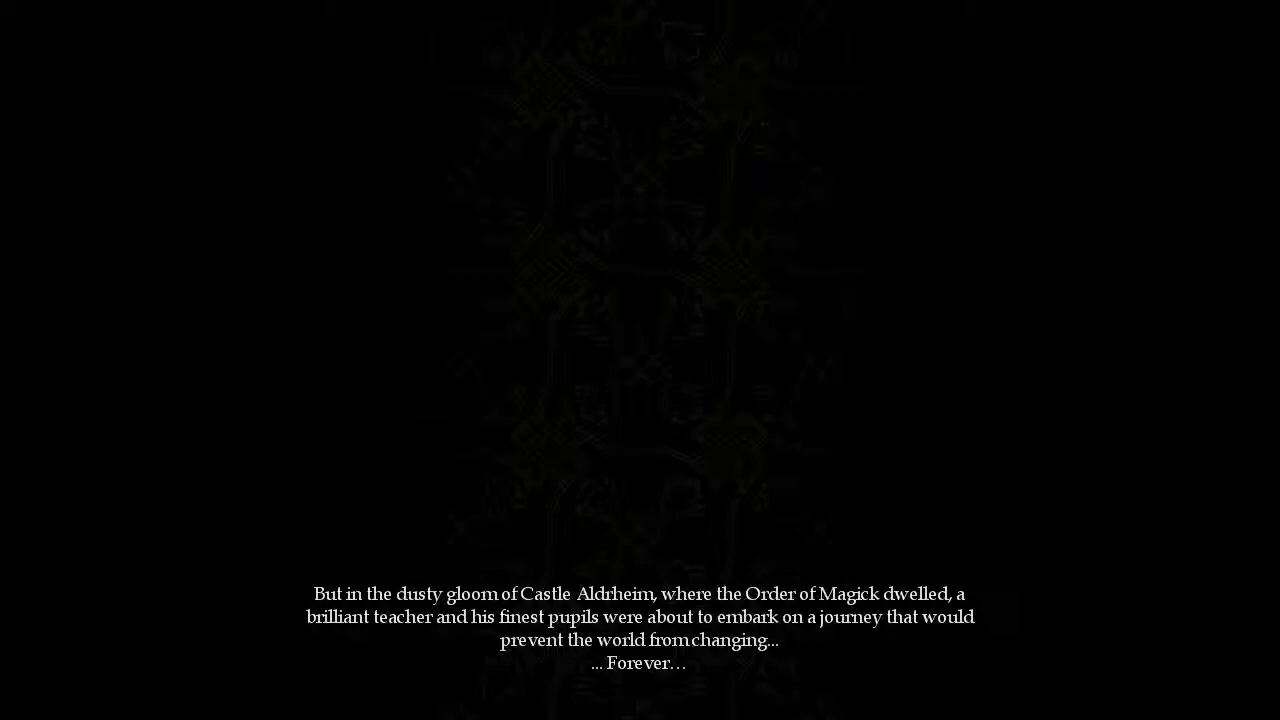 But in the dusty gloom of Castle Aldrheim, where the Order of Magick dwelled, a
brilliant teacher and his finest pupils were about to embark on a journey that would
prevent the world from changing...
... Forever...